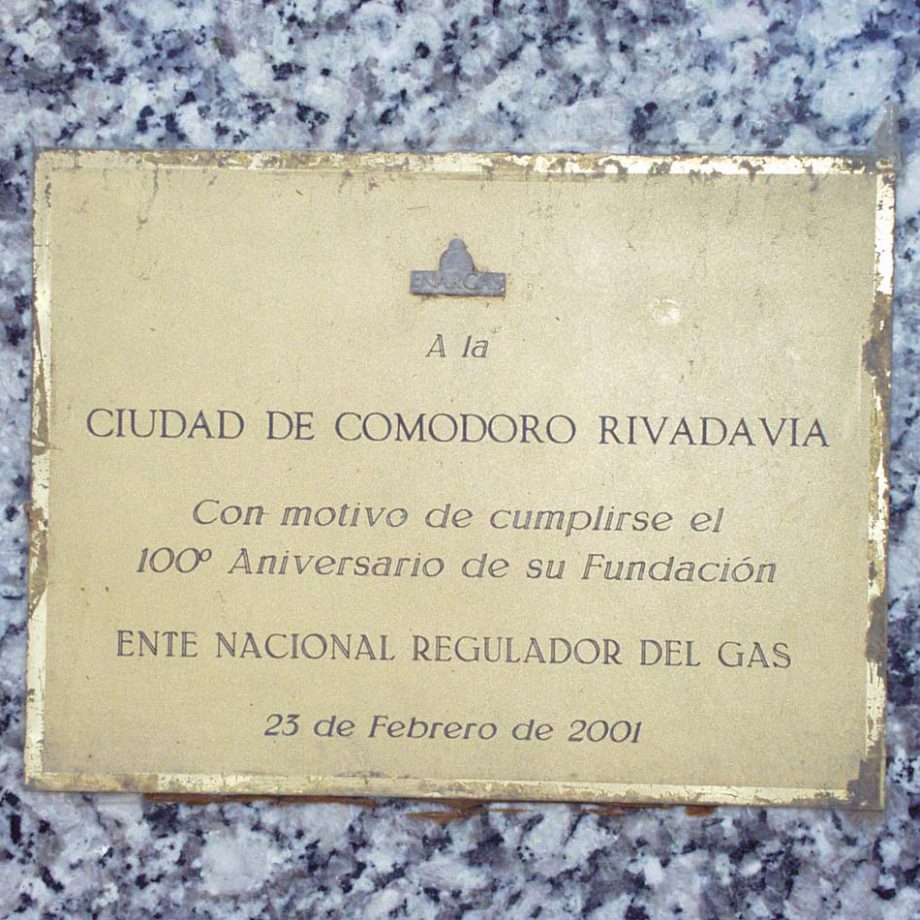 ENARGAS
A la
CIUDAD DE COMODORO RIVADAVIA
Con motivo de cumplirse el
100º Aniversario de su Fundación
ENTE NACIONAL REGULADOR DEL GAS
23 de Febrero de 2001